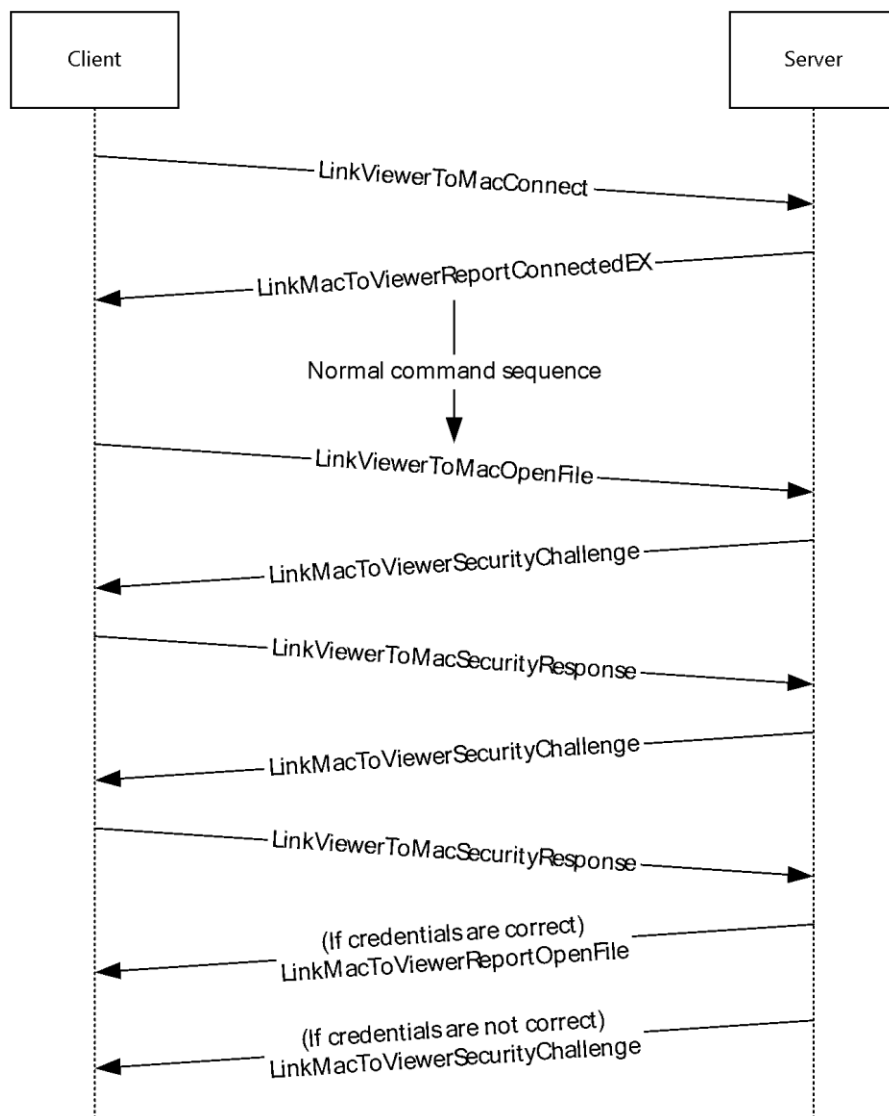 Client
Server
LinkViewerToMacConnect
LinkMacToViewerReportConnectedEX
Normal command sequence
LinkViewerToMacOpenFile
LinkMacToViewerSecurityChallenge
LinkViewerToMacSecurityResponse
LinkMacToViewerSecurityChallenge
LinkViewerToMacSecurityResponse
(If credentials are correct)
LinkMacToViewerReportOpenFile
(If credentials are not correct)
LinkMacToViewerSecurityChallenge